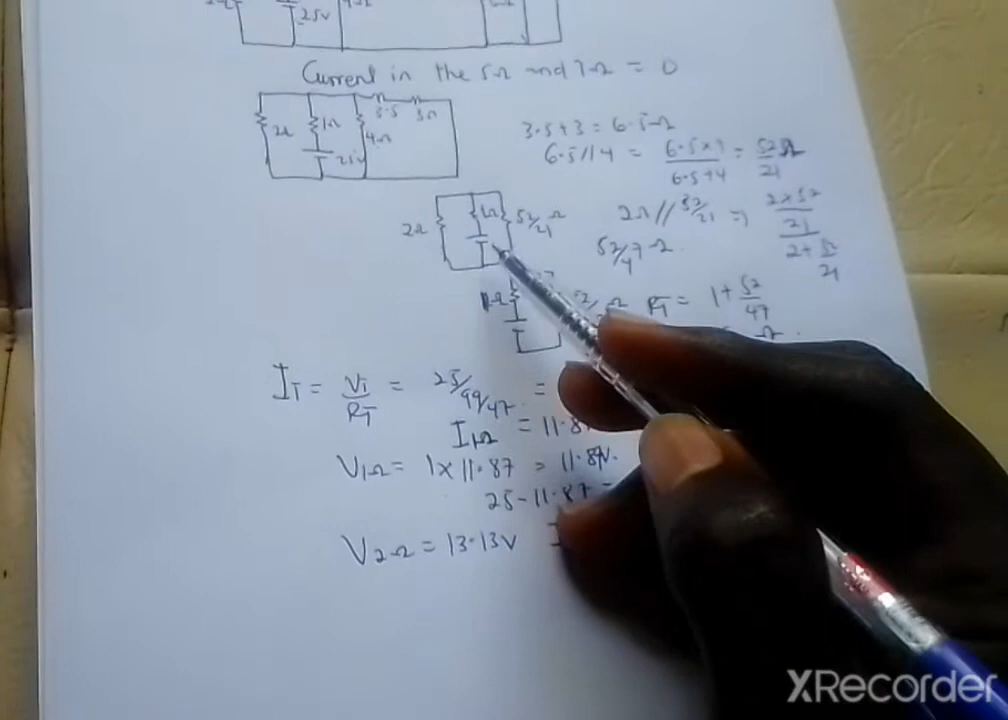 25V
Current in the 5Ω and 7Ω = 0
2Ω 1Ω 3.5 3Ω
4Ω
25V
3.5+3 = 6.5Ω
6.5//4 = 6.5×4/6.5+4 = 52/21 Ω
2Ω 1Ω 52/21 Ω
2Ω // 52/21 => 2×52/21 / 2+52/21
52/47 Ω
RT = 1+52/47
IT = VT/RT = 25/99/47 =
I1Ω = 11.87
V1Ω = 1×11.87 = 11.87V.
25-11.87 =
V2Ω = 13.13V
XRecorder